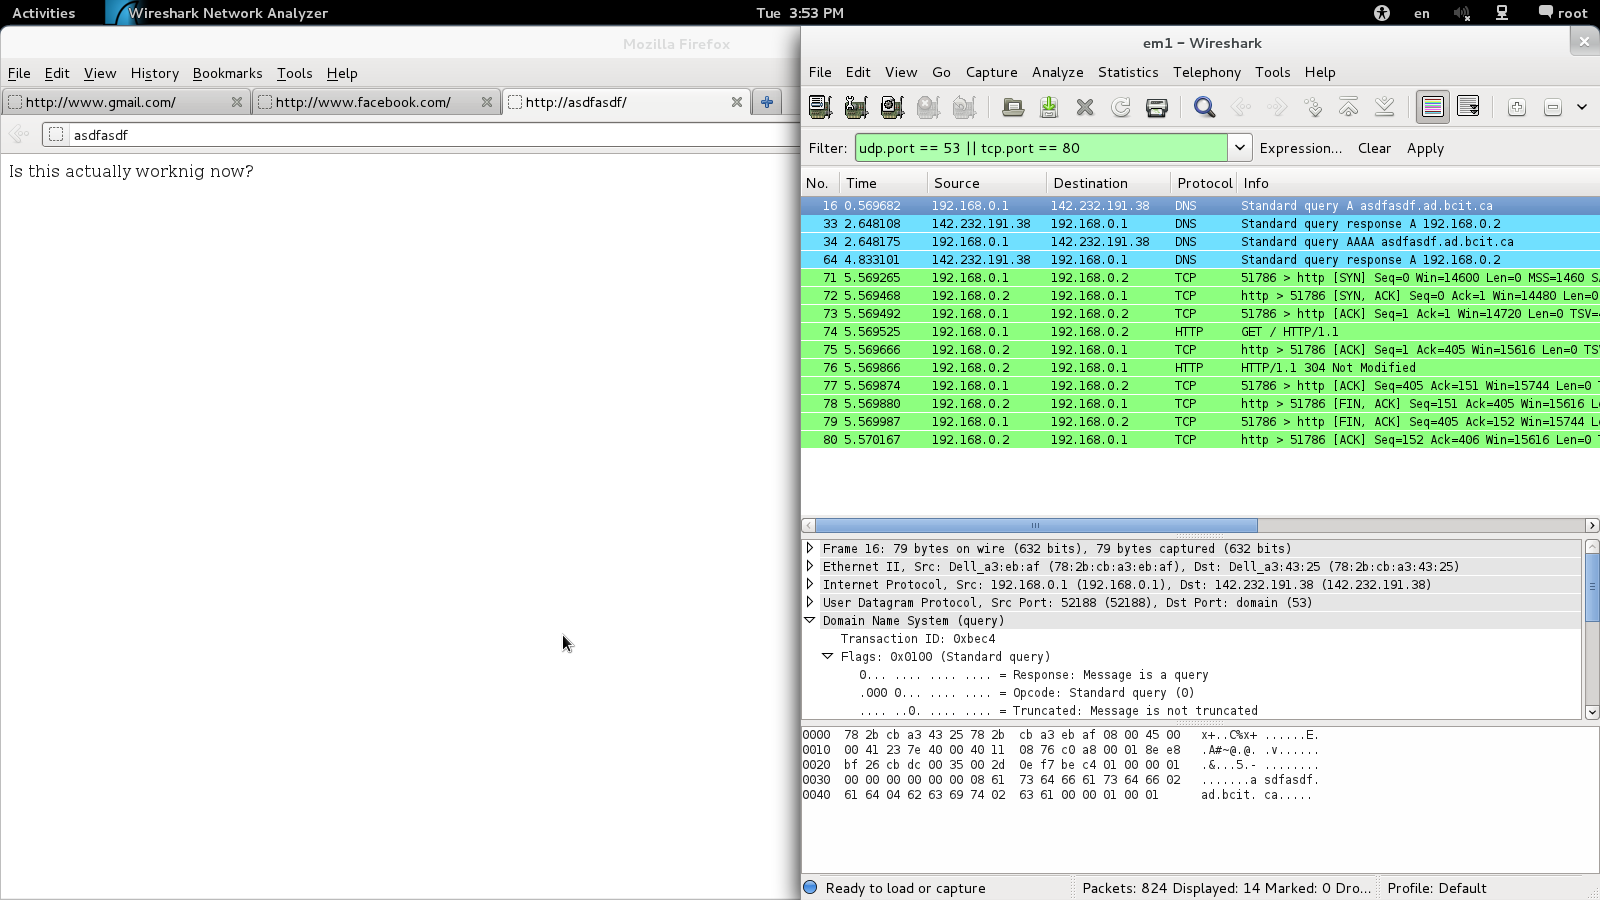 Activities Wireshark Network Analyzer Tue 3:53 PM en root
Mozilla Firefox
File Edit View History Bookmarks Tools Help
http://www.gmail.com/ http://www.facebook.com/ http://asdfasdf/
asdfasdf
Is this actually worknig now?
em1 – Wireshark
File Edit View Go Capture Analyze Statistics Telephony Tools Help
Filter: udp.port == 53 || tcp.port == 80 Expression... Clear Apply
No. Time Source Destination Protocol Info
16 0.569682 192.168.0.1 142.232.191.38 DNS Standard query A asdfasdf.ad.bcit.ca
33 2.648108 142.232.191.38 192.168.0.1 DNS Standard query response A 192.168.0.2
34 2.648175 192.168.0.1 142.232.191.38 DNS Standard query AAAA asdfasdf.ad.bcit.ca
64 4.833101 142.232.191.38 192.168.0.1 DNS Standard query response A 192.168.0.2
71 5.569265 192.168.0.1 192.168.0.2 TCP 51786 > http [SYN] Seq=0 Win=14600 Len=0 MSS=1460 S
72 5.569468 192.168.0.2 192.168.0.1 TCP http > 51786 [SYN, ACK] Seq=0 Ack=1 Win=14480 Len=0
73 5.569492 192.168.0.1 192.168.0.2 TCP 51786 > http [ACK] Seq=1 Ack=1 Win=14720 Len=0 TSV=
74 5.569525 192.168.0.1 192.168.0.2 HTTP GET / HTTP/1.1
75 5.569666 192.168.0.2 192.168.0.1 TCP http > 51786 [ACK] Seq=1 Ack=405 Win=15616 Len=0 TS
76 5.569866 192.168.0.2 192.168.0.1 HTTP HTTP/1.1 304 Not Modified
77 5.569874 192.168.0.1 192.168.0.2 TCP 51786 > http [ACK] Seq=405 Ack=151 Win=15744 Len=0
78 5.569880 192.168.0.2 192.168.0.1 TCP http > 51786 [FIN, ACK] Seq=151 Ack=405 Win=15616 L
79 5.569987 192.168.0.1 192.168.0.2 TCP 51786 > http [FIN, ACK] Seq=405 Ack=152 Win=15744 L
80 5.570167 192.168.0.2 192.168.0.1 TCP http > 51786 [ACK] Seq=152 Ack=406 Win=15616 Len=0
Frame 16: 79 bytes on wire (632 bits), 79 bytes captured (632 bits)
Ethernet II, Src: Dell_a3:eb:af (78:2b:cb:a3:eb:af), Dst: Dell_a3:43:25 (78:2b:cb:a3:43:25)
Internet Protocol, Src: 192.168.0.1 (192.168.0.1), Dst: 142.232.191.38 (142.232.191.38)
User Datagram Protocol, Src Port: 52188 (52188), Dst Port: domain (53)
Domain Name System (query)
Transaction ID: 0xbec4
Flags: 0x0100 (Standard query)
0... .... .... .... = Response: Message is a query
.000 0... .... .... = Opcode: Standard query (0)
.... ..0. .... .... = Truncated: Message is not truncated
0000 78 2b cb a3 43 25 78 2b cb a3 eb af 08 00 45 00 x+..C%x+ ......E.
0010 00 41 23 7e 40 00 40 11 08 76 c0 a8 00 01 8e e8 .A#~@.@. .v......
0020 bf 26 cb dc 00 35 00 2d 0e f7 be c4 01 00 00 01 .&...5.- ........
0030 00 00 00 00 00 00 08 61 73 64 66 61 73 64 66 02 .......a sdfasdf.
0040 61 64 04 62 63 69 74 02 63 61 00 00 01 00 01 ad.bcit. ca.....
Ready to load or capture Packets: 824 Displayed: 14 Marked: 0 Dro... Profile: Default